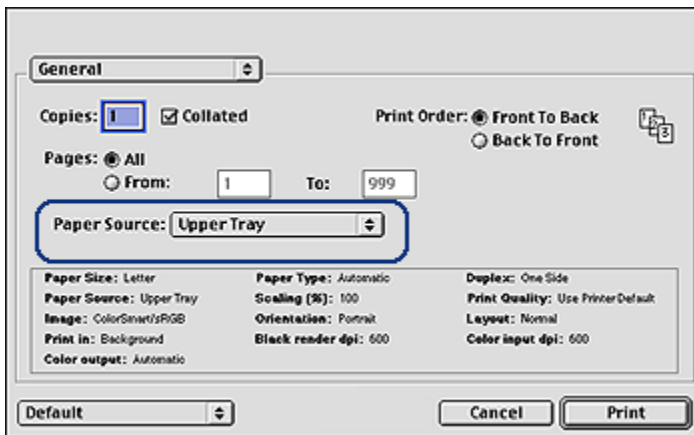 General
Copies: 1 Collated Print Order: Front To Back
Back To Front
Pages: All
From: 1 To: 999
Paper Source: Upper Tray
Paper Size: Letter Paper Type: Automatic Duplex: One Side
Paper Source: Upper Tray Scaling (%): 100 Print Quality: Use Printer Default
Image: ColorSmart/sRGB Orientation: Portrait Layout: Normal
Print in: Background Black render dpi: 600 Color input dpi: 600
Color output: Automatic
Default Cancel Print